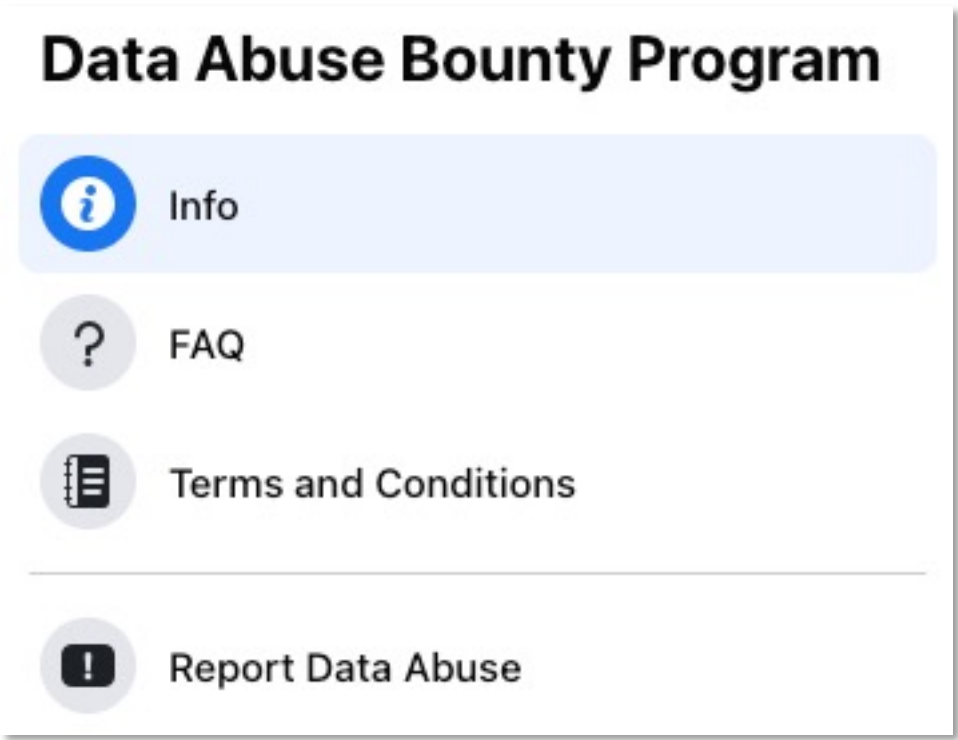 Data Abuse Bounty Program
Info
FAQ
Terms and Conditions
Report Data Abuse